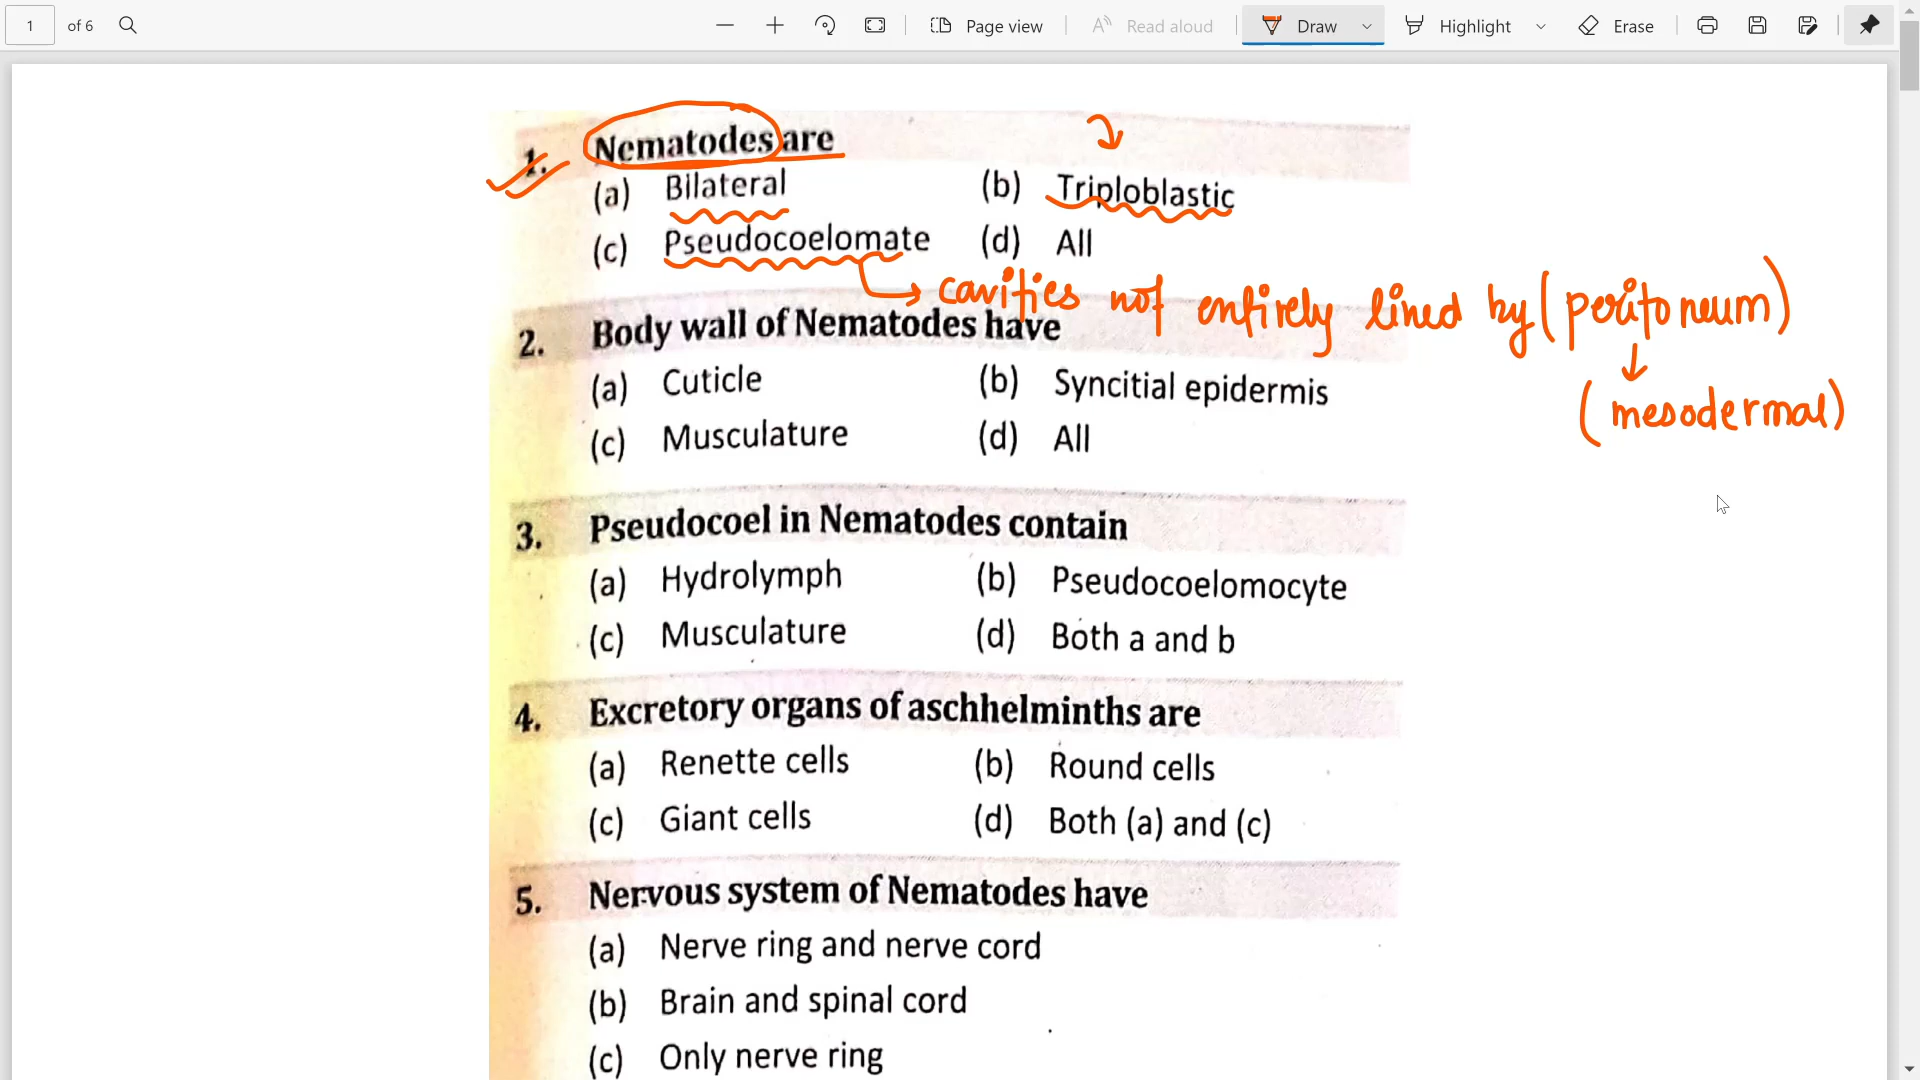 1 of 6 Page view Read aloud Draw Highlight Erase
1. Nematodes are
(a) Bilateral (b) Triploblastic
(c) Pseudocoelomate (d) All
cavities not entirely lined by (peritoneum)
(mesodermal)
2. Body wall of Nematodes have
(a) Cuticle (b) Syncitial epidermis
(c) Musculature (d) All
3. Pseudocoel in Nematodes contain
(a) Hydrolymph (b) Pseudocoelomocyte
(c) Musculature (d) Both a and b
4. Excretory organs of aschhelminths are
(a) Renette cells (b) Round cells
(c) Giant cells (d) Both (a) and (c)
5. Nervous system of Nematodes have
(a) Nerve ring and nerve cord
(b) Brain and spinal cord
(c) Only nerve ring